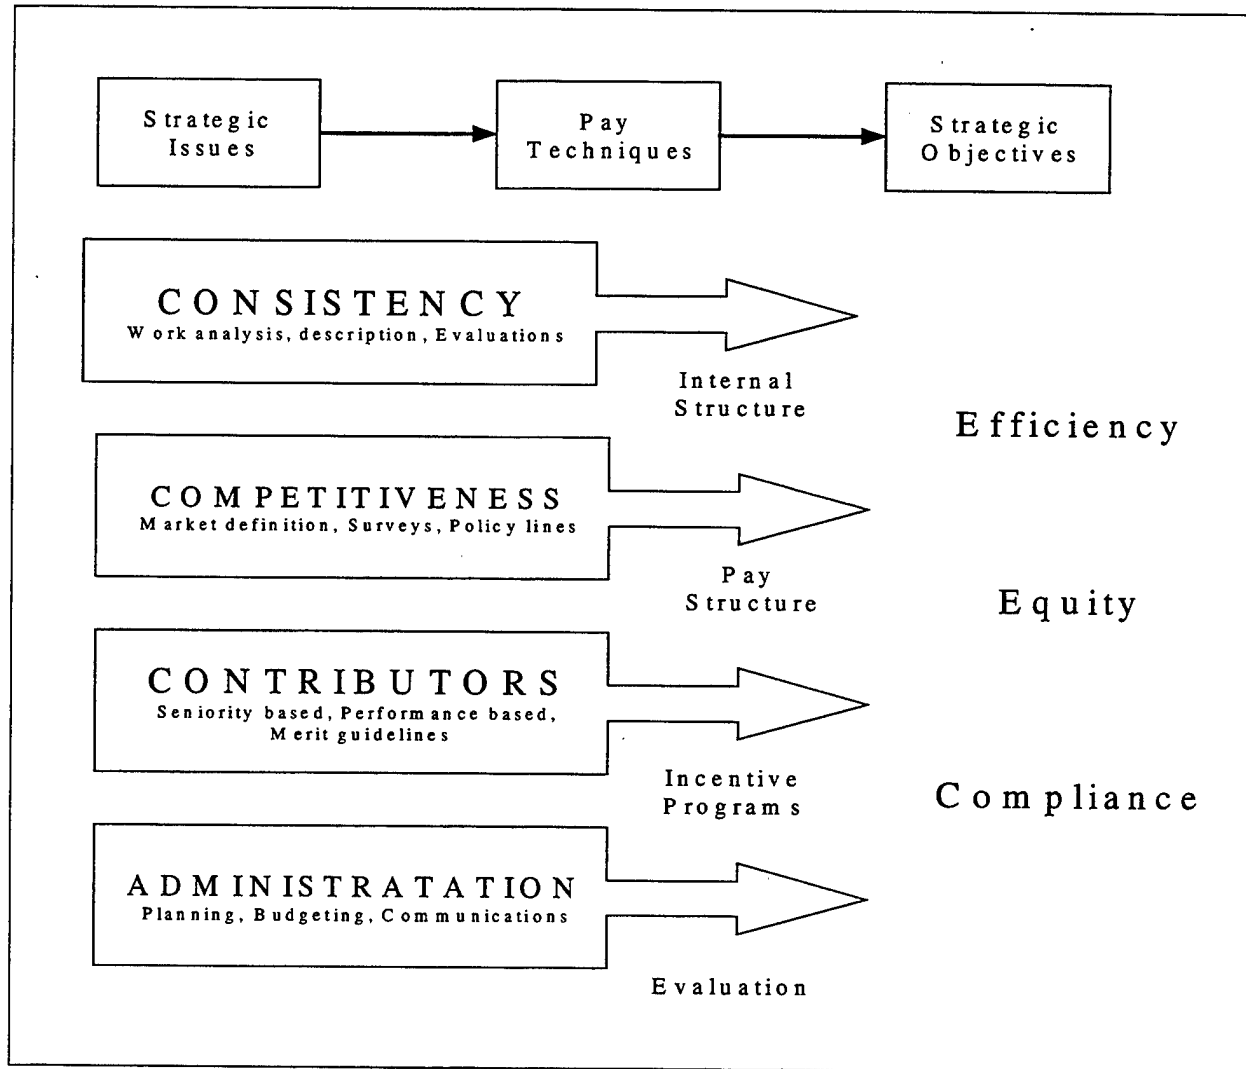 Strategic
Issues
Pay
Techniques
Strategic
Objectives
CONSISTENCY
Work analysis, description, Evaluations
Internal
Structure
Efficiency
COMPETITIVENESS
Market definition, Surveys, Policy lines
Pay
Structure
Equity
CONTRIBUTORS
Seniority based, Performance based,
Merit guidelines
Incentive
Programs
Compliance
ADMINISTRATATION
Planning, Budgeting, Communications
Evaluation